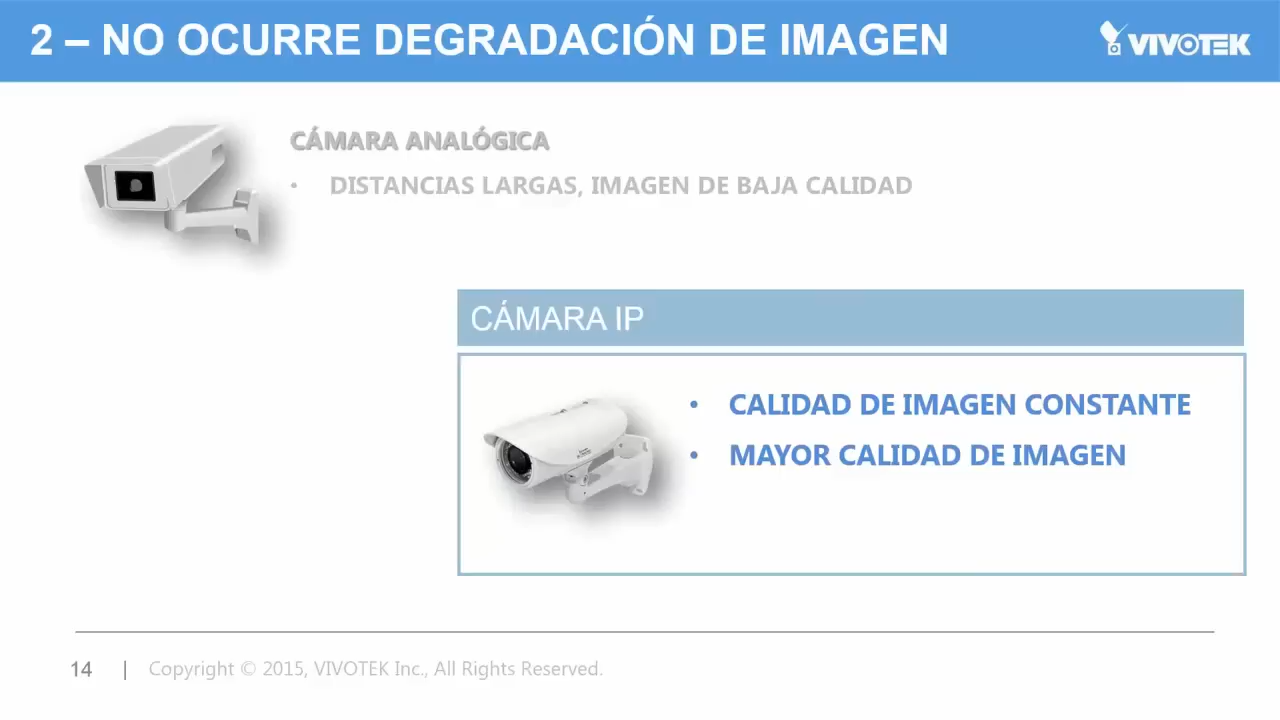 2 – NO OCURRE DEGRADACIÓN DE IMAGEN
VIVOTEK
CÁMARA ANALÓGICA
• DISTANCIAS LARGAS, IMAGEN DE BAJA CALIDAD
CÁMARA IP
• CALIDAD DE IMAGEN CONSTANTE
• MAYOR CALIDAD DE IMAGEN
14 | Copyright © 2015, VIVOTEK Inc., All Rights Reserved.